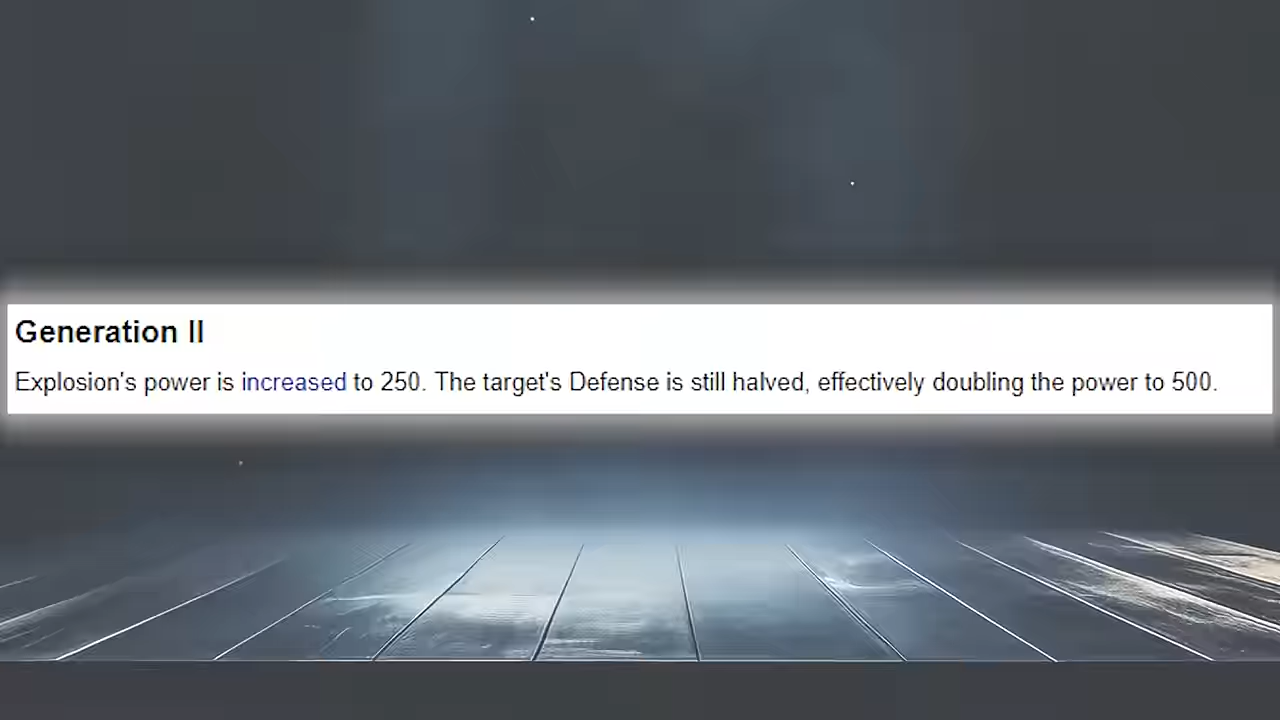 Generation II
Explosion's power is increased to 250. The target's Defense is still halved, effectively doubling the power to 500.